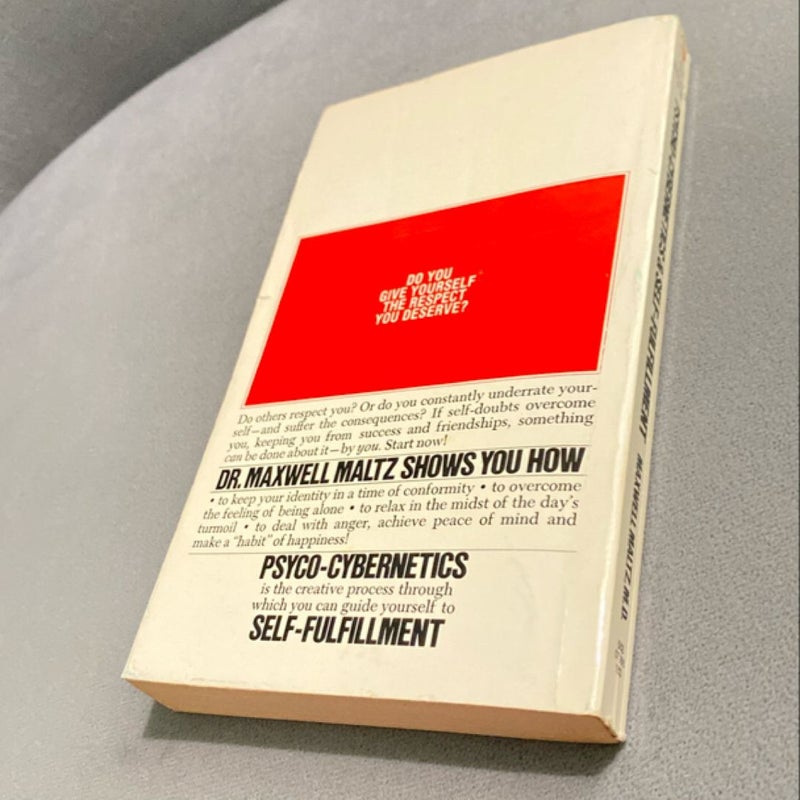 DO YOU
GIVE YOURSELF
THE RESPECT
YOU DESERVE?
Do others respect you? Or do you constantly underrate your-
self—and suffer the consequences? If self-doubts overcome
you, keeping you from success and friendships, something
can be done about it—by you. Start now!
DR. MAXWELL MALTZ SHOWS YOU HOW
• to keep your identity in a time of conformity • to overcome
the feeling of being alone • to relax in the midst of the day's
turmoil • to deal with anger, achieve peace of mind and
make a "habit" of happiness!
PSYCO-CYBERNETICS
is the creative process through
which you can guide yourself to
SELF-FULFILLMENT
PSYCHO-CYBERNETICS & SELF-FULFILLMENT MAXWELL MALTZ, M.D.